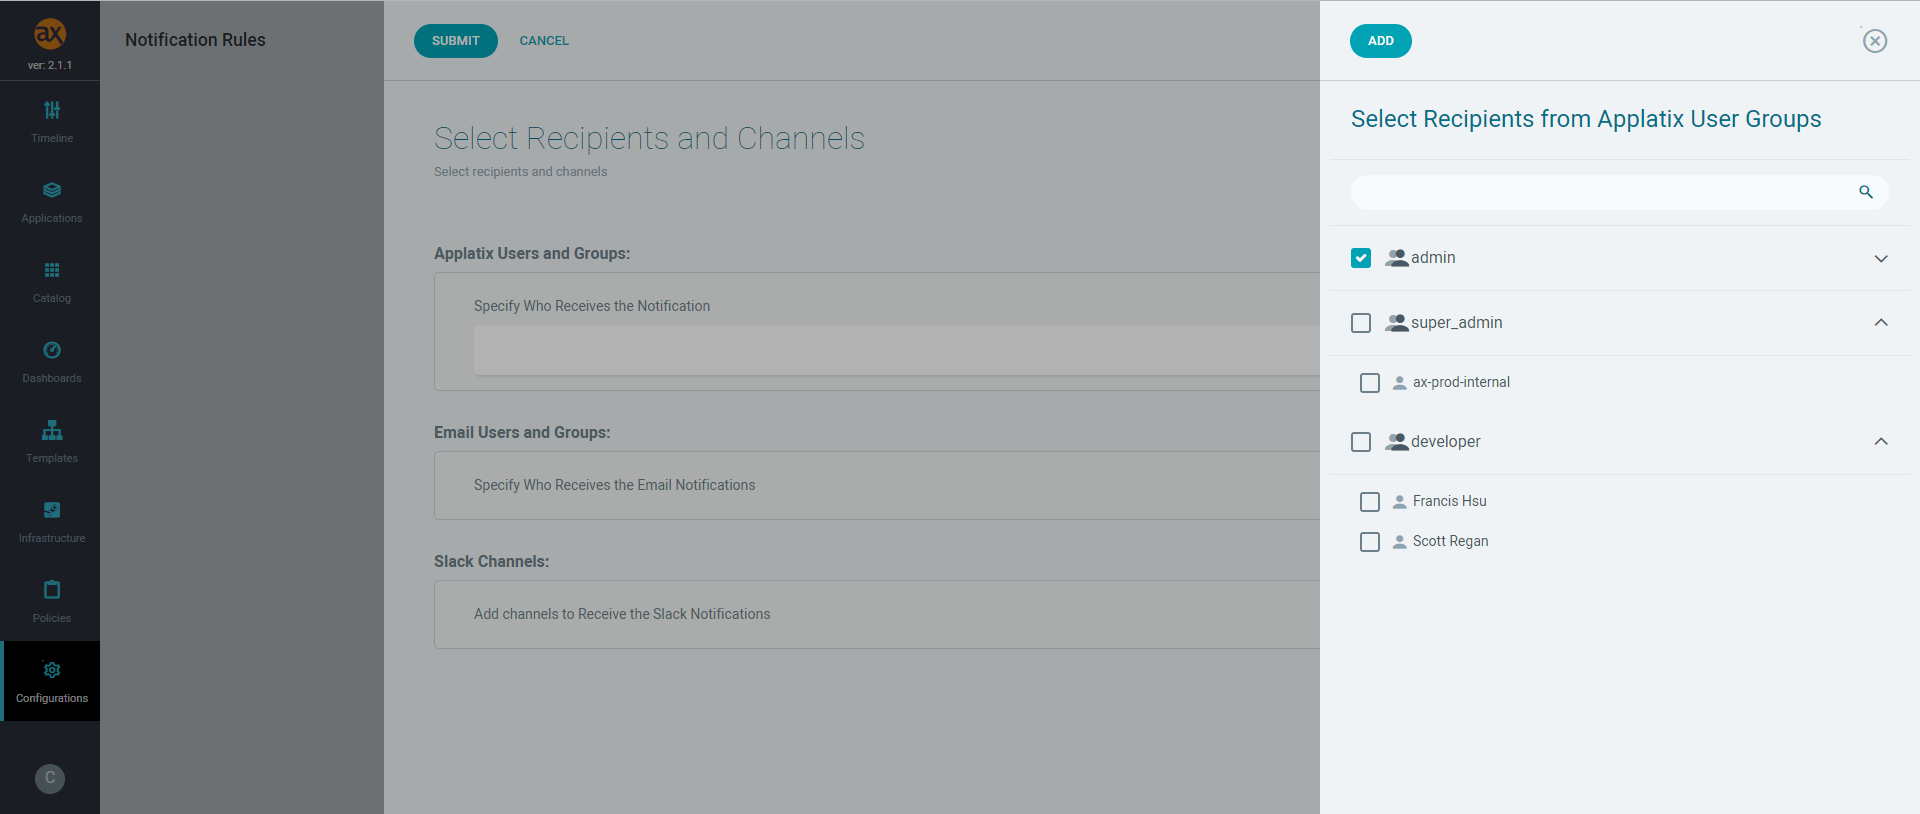 ax
ver: 2.1.1
Timeline
Applications
Catalog
Dashboards
Templates
Infrastructure
Policies
Configurations
C
Notification Rules
SUBMIT CANCEL
Select Recipients and Channels
Select recipients and channels
Applatix Users and Groups:
Specify Who Receives the Notification
Email Users and Groups:
Specify Who Receives the Email Notifications
Slack Channels:
Add channels to Receive the Slack Notifications
ADD
Select Recipients from Applatix User Groups
admin
super_admin
ax-prod-internal
developer
Francis Hsu
Scott Regan